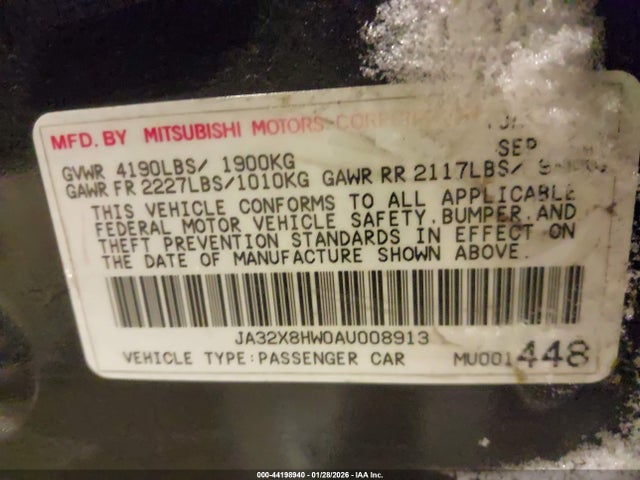 MFD. BY MITSUBISHI MOTORS
SEP
GVWR 4190LBS/ 1900KG
GAWR FR 2227LBS/1010KG GAWR RR 2117LBS/
THIS VEHICLE CONFORMS TO ALL APPLICABLE
FEDERAL MOTOR VEHICLE SAFETY, BUMPER, AND
THEFT PREVENTION STANDARDS IN EFFECT ON
THE DATE OF MANUFACTURE SHOWN ABOVE.
JA32X8HW0AU008913
VEHICLE TYPE:PASSENGER CAR MU001448
000-44198940 - 01/28/2026 - IAA Inc.